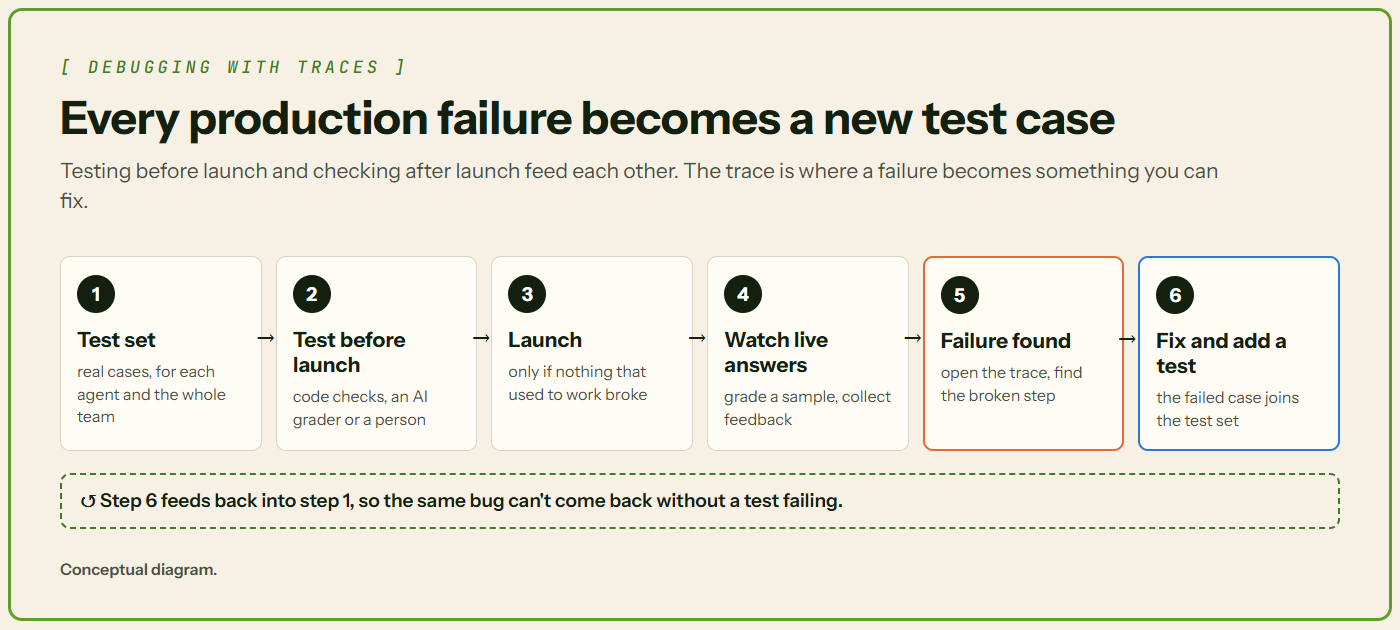 [ DEBUGGING WITH TRACES ]
Every production failure becomes a new test case
Testing before launch and checking after launch feed each other. The trace is where a failure becomes something you can
fix.
1
Test set
real cases, for each
agent and the whole
team
→
2
Test before
launch
code checks, an AI
grader or a person
→
3
Launch
only if nothing that
used to work broke
→
4
Watch live
answers
grade a sample, collect
feedback
→
5
Failure found
open the trace, find
the broken step
→
6
Fix and add a
test
the failed case joins
the test set
↺ Step 6 feeds back into step 1, so the same bug can't come back without a test failing.
Conceptual diagram.